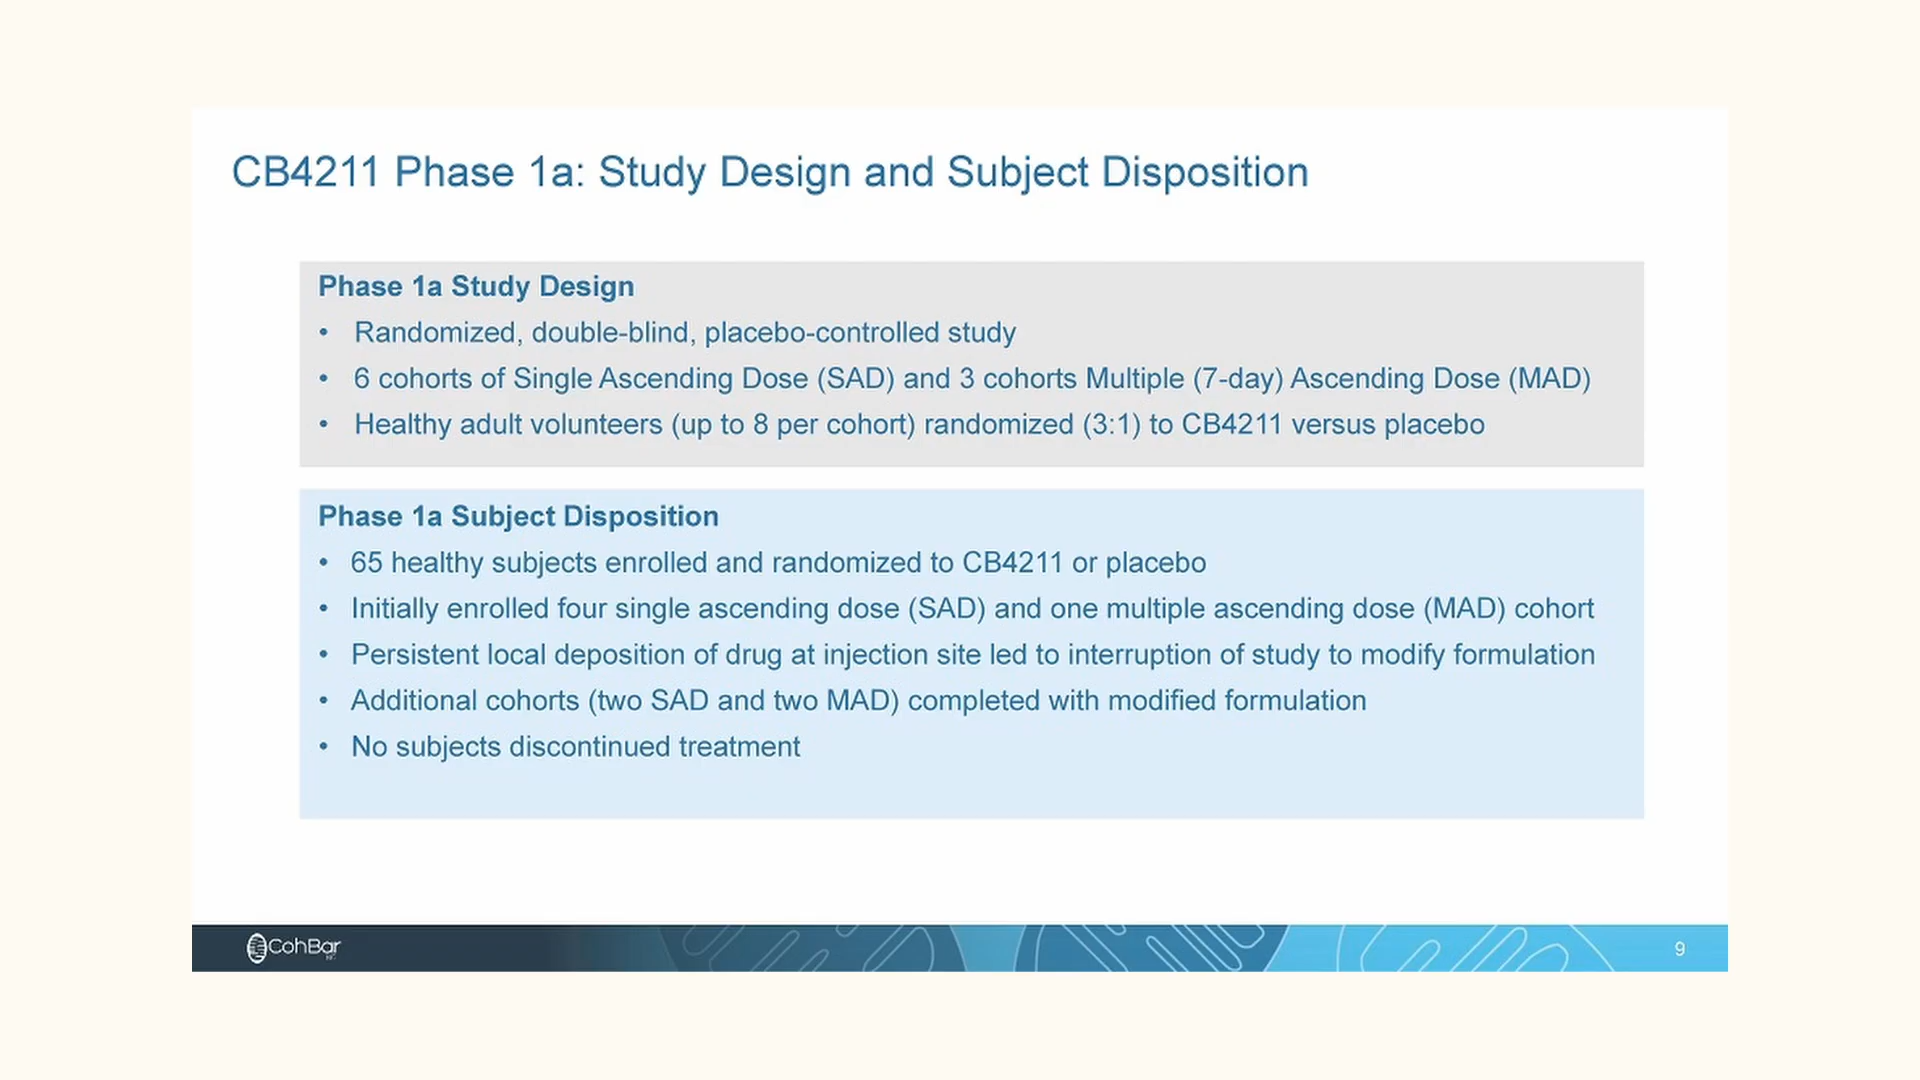 CB4211 Phase 1a: Study Design and Subject Disposition
Phase 1a Study Design
• Randomized, double-blind, placebo-controlled study
• 6 cohorts of Single Ascending Dose (SAD) and 3 cohorts Multiple (7-day) Ascending Dose (MAD)
• Healthy adult volunteers (up to 8 per cohort) randomized (3:1) to CB4211 versus placebo
Phase 1a Subject Disposition
• 65 healthy subjects enrolled and randomized to CB4211 or placebo
• Initially enrolled four single ascending dose (SAD) and one multiple ascending dose (MAD) cohort
• Persistent local deposition of drug at injection site led to interruption of study to modify formulation
• Additional cohorts (two SAD and two MAD) completed with modified formulation
• No subjects discontinued treatment
CohBar
9